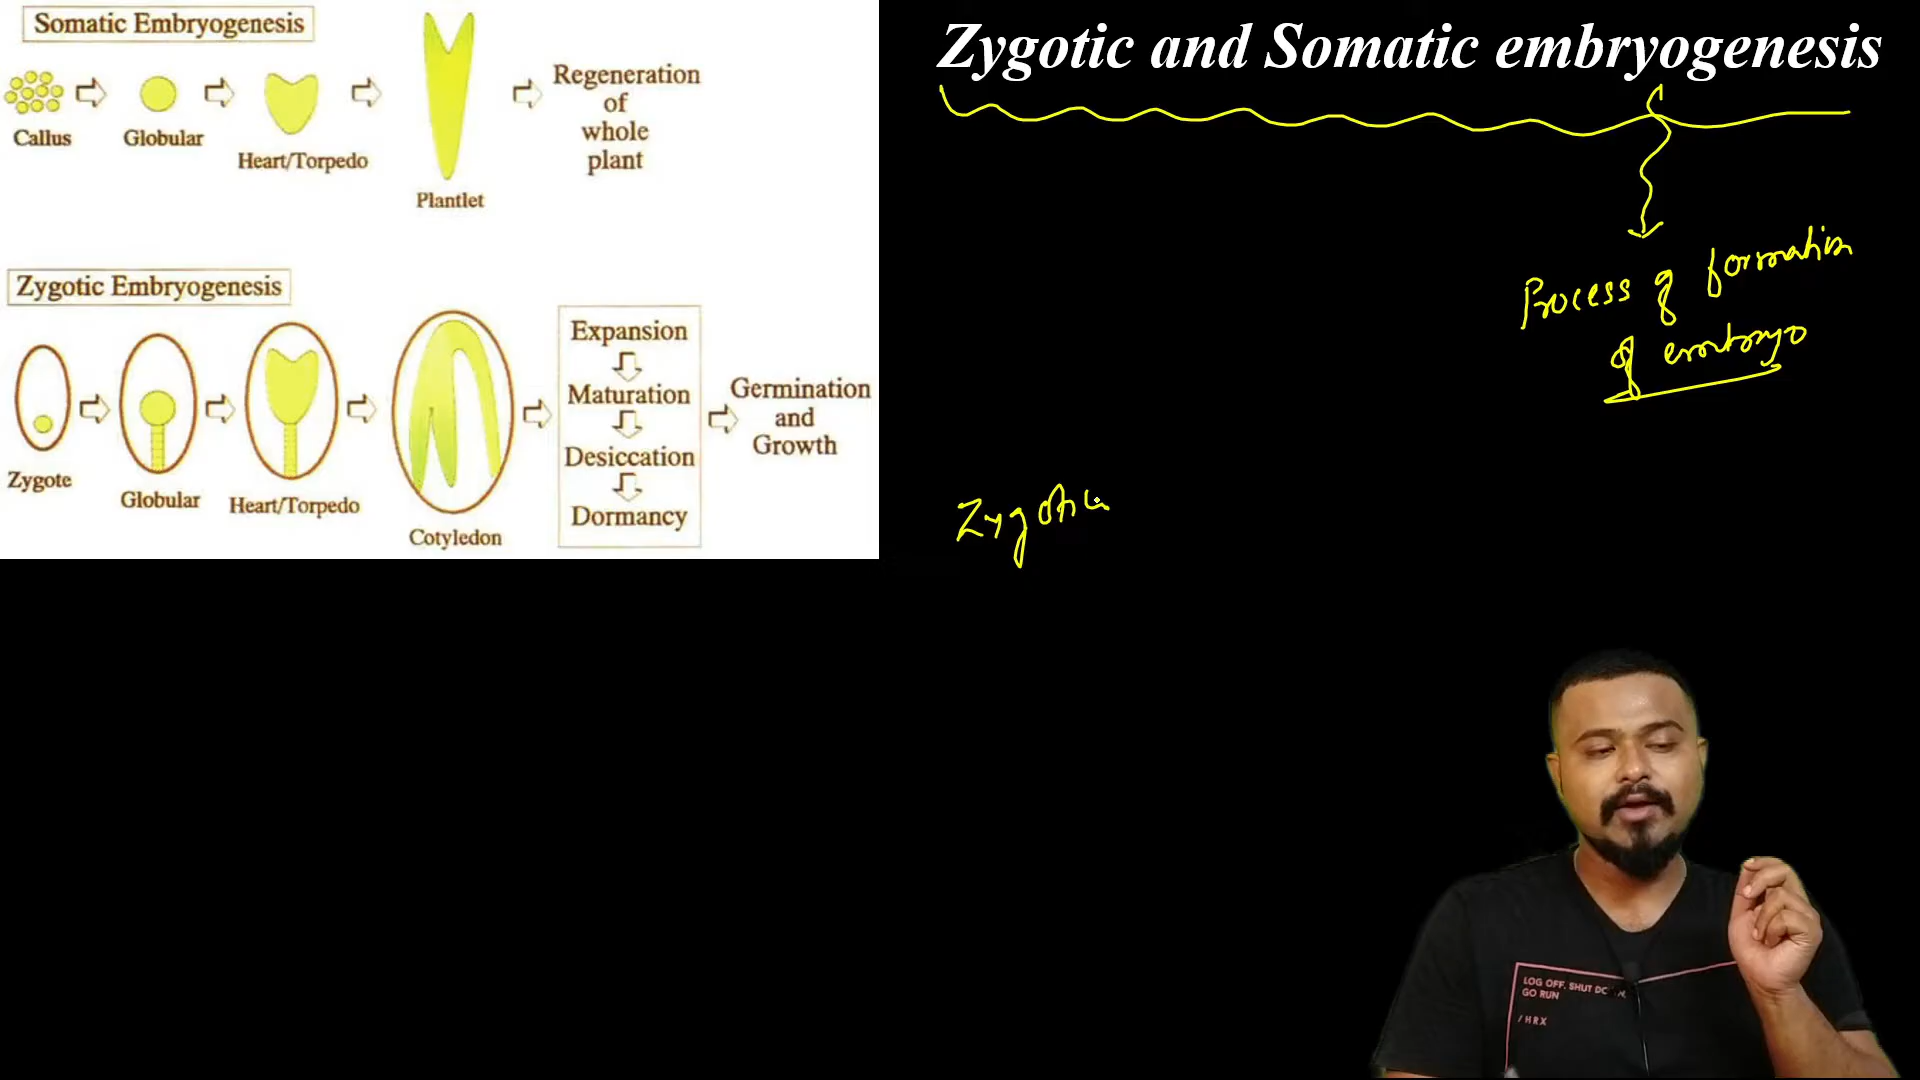 Somatic Embryogenesis
Callus
Globular
Heart/Torpedo
Plantlet
Regeneration
of
whole
plant
Zygotic Embryogenesis
Zygote
Globular
Heart/Torpedo
Cotyledon
Expansion
Maturation
Desiccation
Dormancy
Germination
and
Growth
Zygotic and Somatic embryogenesis
Process of formation
of embryo
Zygotic
LOG OFF. SHUT DOWN.
GO RUN
/HRX